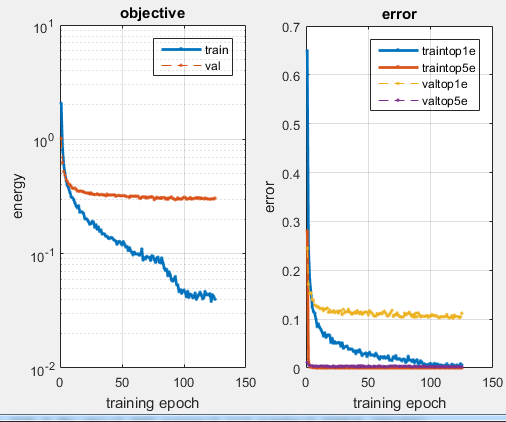 objective
train
val
10^1
10^0
10^-1
10^-2
energy
0 50 100 150
training epoch
error
traintop1e
traintop5e
valtop1e
valtop5e
0.7
0.6
0.5
0.4
0.3
0.2
0.1
0
error
0 50 100 150
training epoch